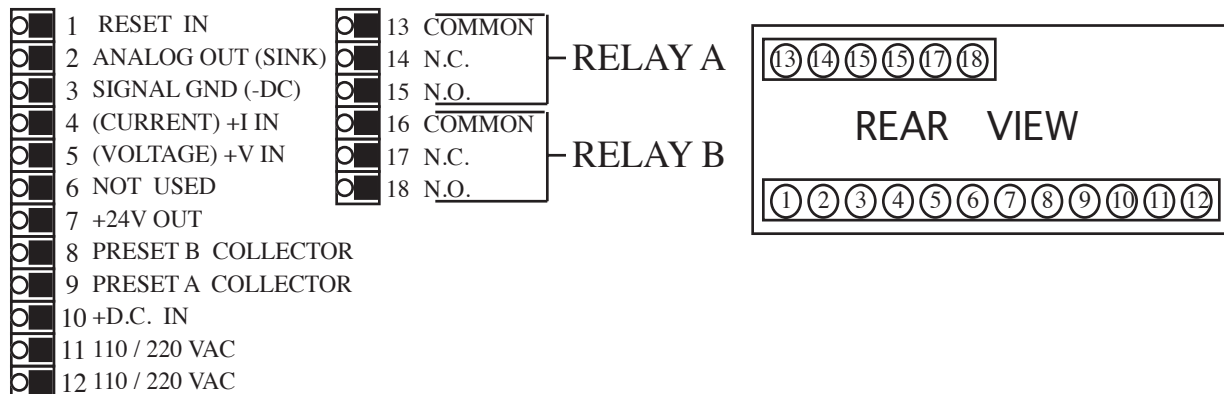 1 RESET IN
2 ANALOG OUT (SINK)
3 SIGNAL GND (-DC)
4 (CURRENT) +I IN
5 (VOLTAGE) +V IN
6 NOT USED
7 +24V OUT
8 PRESET B COLLECTOR
9 PRESET A COLLECTOR
10 +D.C. IN
11 110 / 220 VAC
12 110 / 220 VAC
13 COMMON
14 N.C.
15 N.O.
RELAY A
16 COMMON
17 N.C.
18 N.O.
RELAY B
13 14 15 15 17 18
REAR VIEW
1 2 3 4 5 6 7 8 9 10 11 12